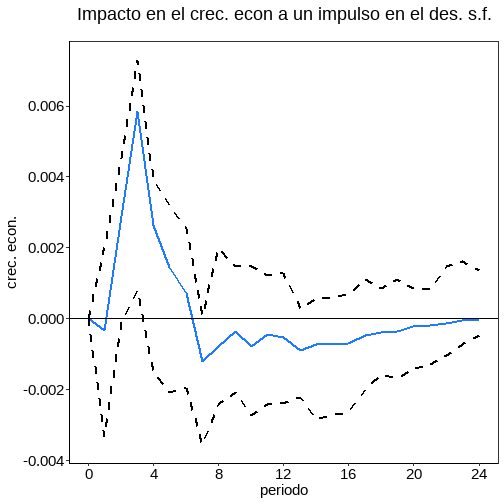 Impacto en el crec. econ a un impulso en el des. s.f.
crec. econ.
0.006
0.004
0.002
0.000
-0.002
-0.004
0 4 8 12 16 20 24
periodo